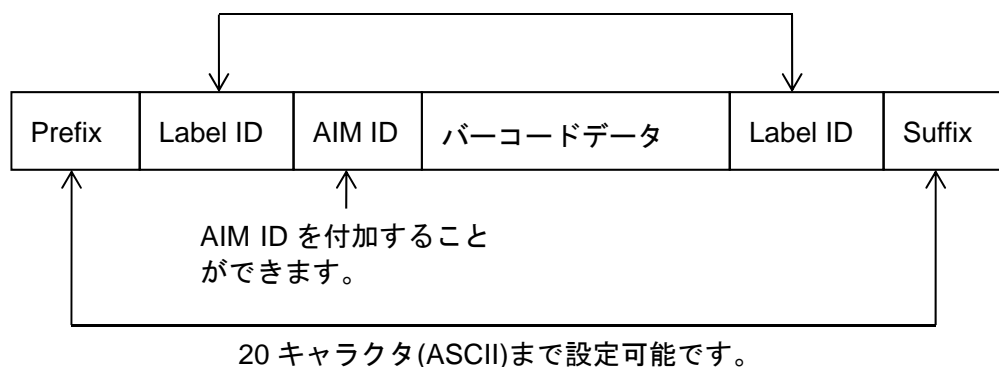 Prefix Label ID AIM ID バーコードデータ Label ID Suffix
AIM ID を付加すること
ができます。
20 キャラクタ(ASCII)まで設定可能です。